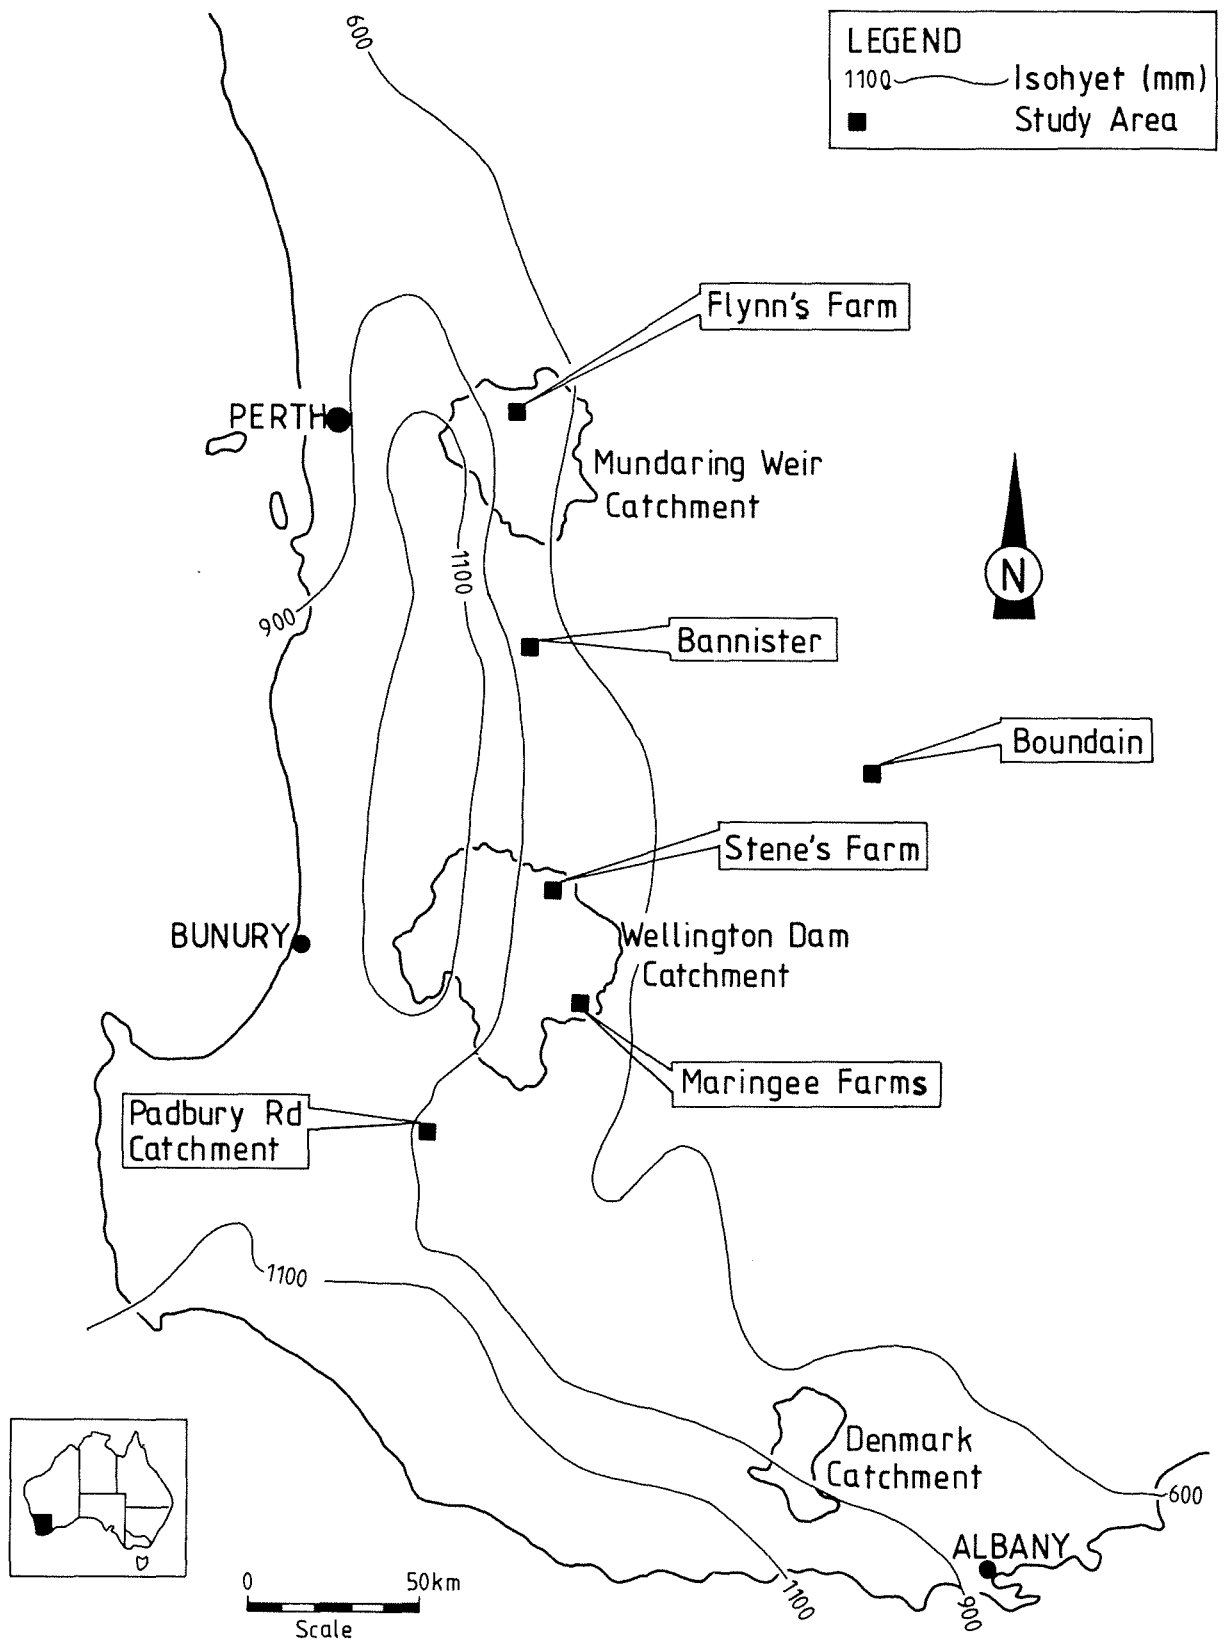 600
LEGEND
1100 Isohyet (mm)
Study Area
Flynn's Farm
PERTH
Mundaring Weir
Catchment
1100
N
900
Bannister
Boundain
Stene's Farm
BUNURY
Wellington Dam
Catchment
Maringee Farms
Padbury Rd
Catchment
1100
Denmark
Catchment
600
ALBANY
0 50km
Scale
1100
900